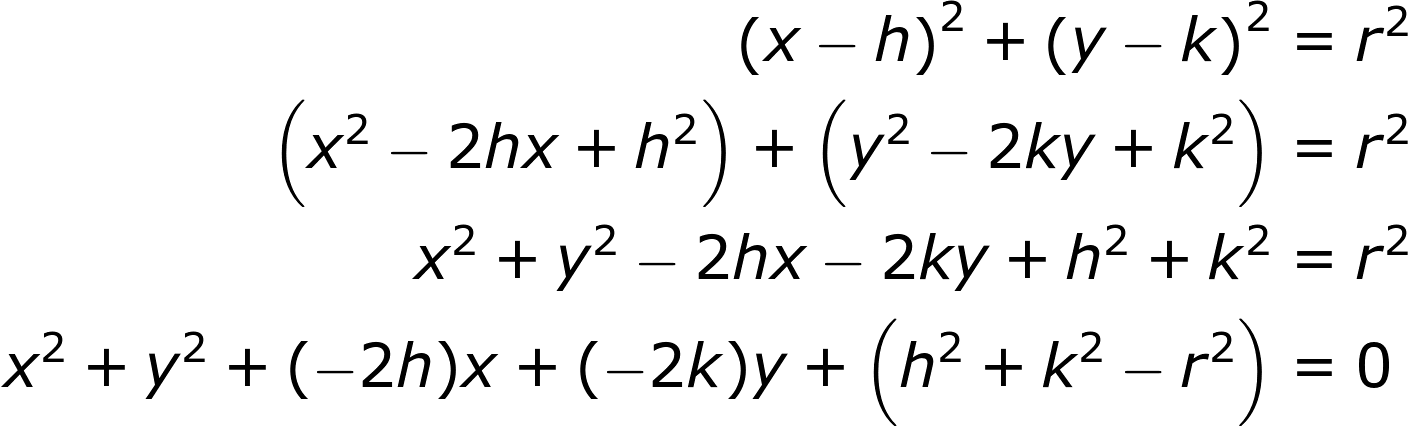 (x − h)² + (y − k)² = r²
(x² − 2hx + h²) + (y² − 2ky + k²) = r²
x² + y² − 2hx − 2ky + h² + k² = r²
x² + y² + (−2h)x + (−2k)y + (h² + k² − r²) = 0